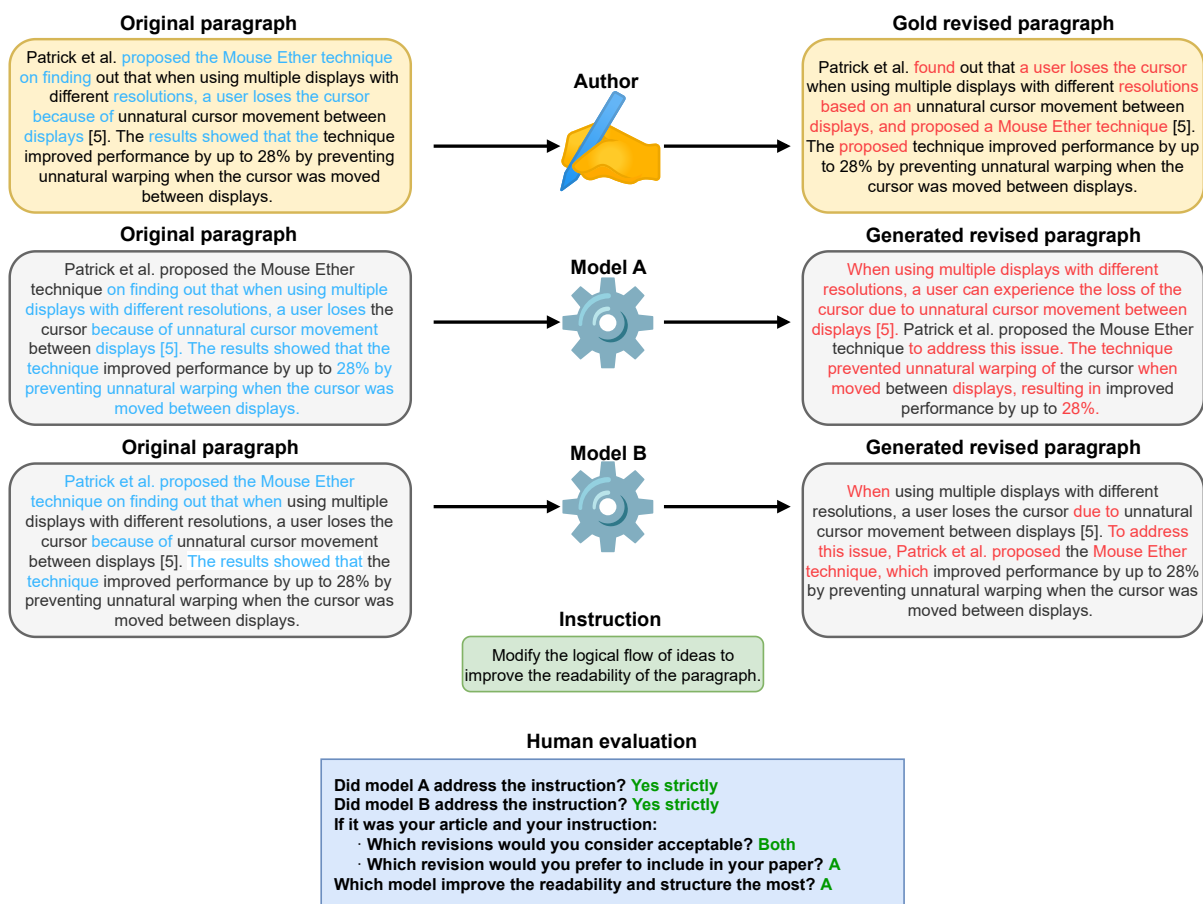 Original paragraph
Patrick et al. proposed the Mouse Ether technique
on finding out that when using multiple displays with
different resolutions, a user loses the cursor
because of unnatural cursor movement between
displays [5]. The results showed that the technique
improved performance by up to 28% by preventing
unnatural warping when the cursor was moved
between displays.
Author
Gold revised paragraph
Patrick et al. found out that a user loses the cursor
when using multiple displays with different resolutions
based on an unnatural cursor movement between
displays, and proposed a Mouse Ether technique [5].
The proposed technique improved performance by up
to 28% by preventing unnatural warping when the
cursor was moved between displays.
Original paragraph
Patrick et al. proposed the Mouse Ether
technique on finding out that when using multiple
displays with different resolutions, a user loses the
cursor because of unnatural cursor movement
between displays [5]. The results showed that the
technique improved performance by up to 28% by
preventing unnatural warping when the cursor was
moved between displays.
Model A
Generated revised paragraph
When using multiple displays with different
resolutions, a user can experience the loss of the
cursor due to unnatural cursor movement between
displays [5]. Patrick et al. proposed the Mouse Ether
technique to address this issue. The technique
prevented unnatural warping of the cursor when
moved between displays, resulting in improved
performance by up to 28%.
Original paragraph
Patrick et al. proposed the Mouse Ether
technique on finding out that when using multiple
displays with different resolutions, a user loses the
cursor because of unnatural cursor movement
between displays [5]. The results showed that the
technique improved performance by up to 28% by
preventing unnatural warping when the cursor was
moved between displays.
Model B
Generated revised paragraph
When using multiple displays with different
resolutions, a user loses the cursor due to unnatural
cursor movement between displays [5]. To address
this issue, Patrick et al. proposed the Mouse Ether
technique, which improved performance by up to 28%
by preventing unnatural warping when the cursor was
moved between displays.
Instruction
Modify the logical flow of ideas to
improve the readability of the paragraph.
Human evaluation
Did model A address the instruction? Yes strictly
Did model B address the instruction? Yes strictly
If it was your article and your instruction:
· Which revisions would you consider acceptable? Both
· Which revision would you prefer to include in your paper? A
Which model improve the readability and structure the most? A